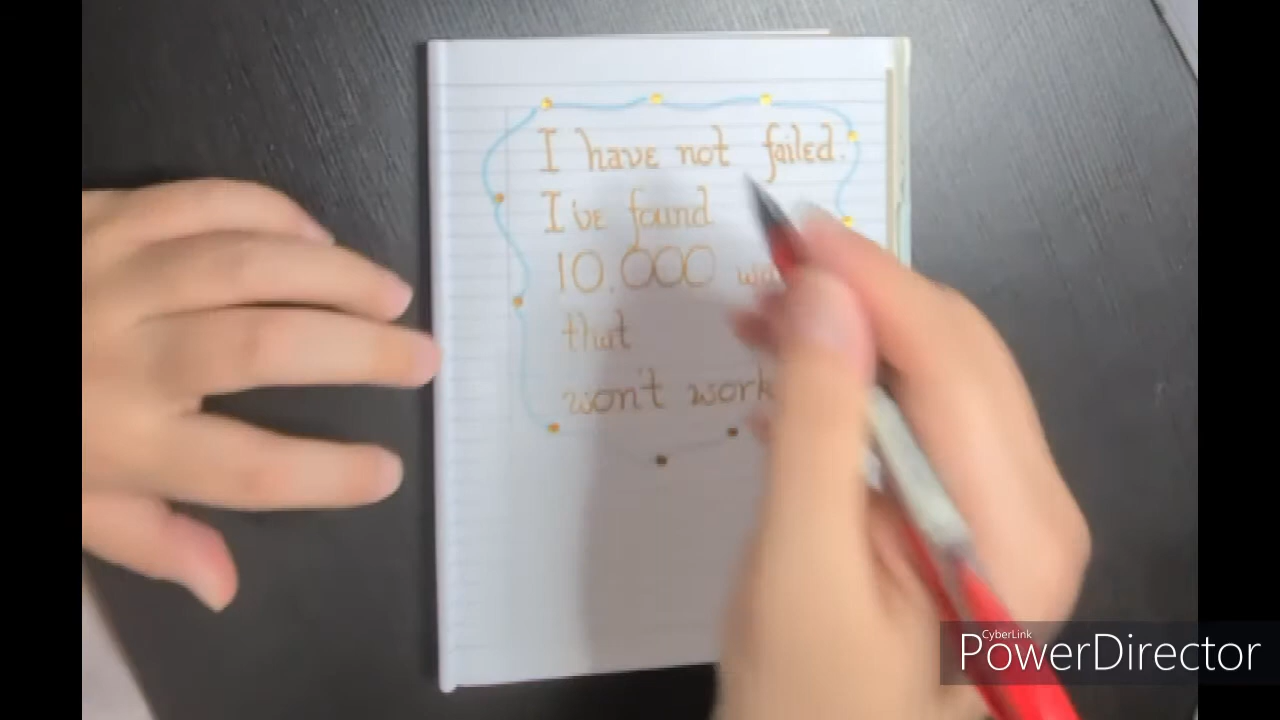 I have not failed.
I've found
10.000
that
won't work
CyberLink
PowerDirector